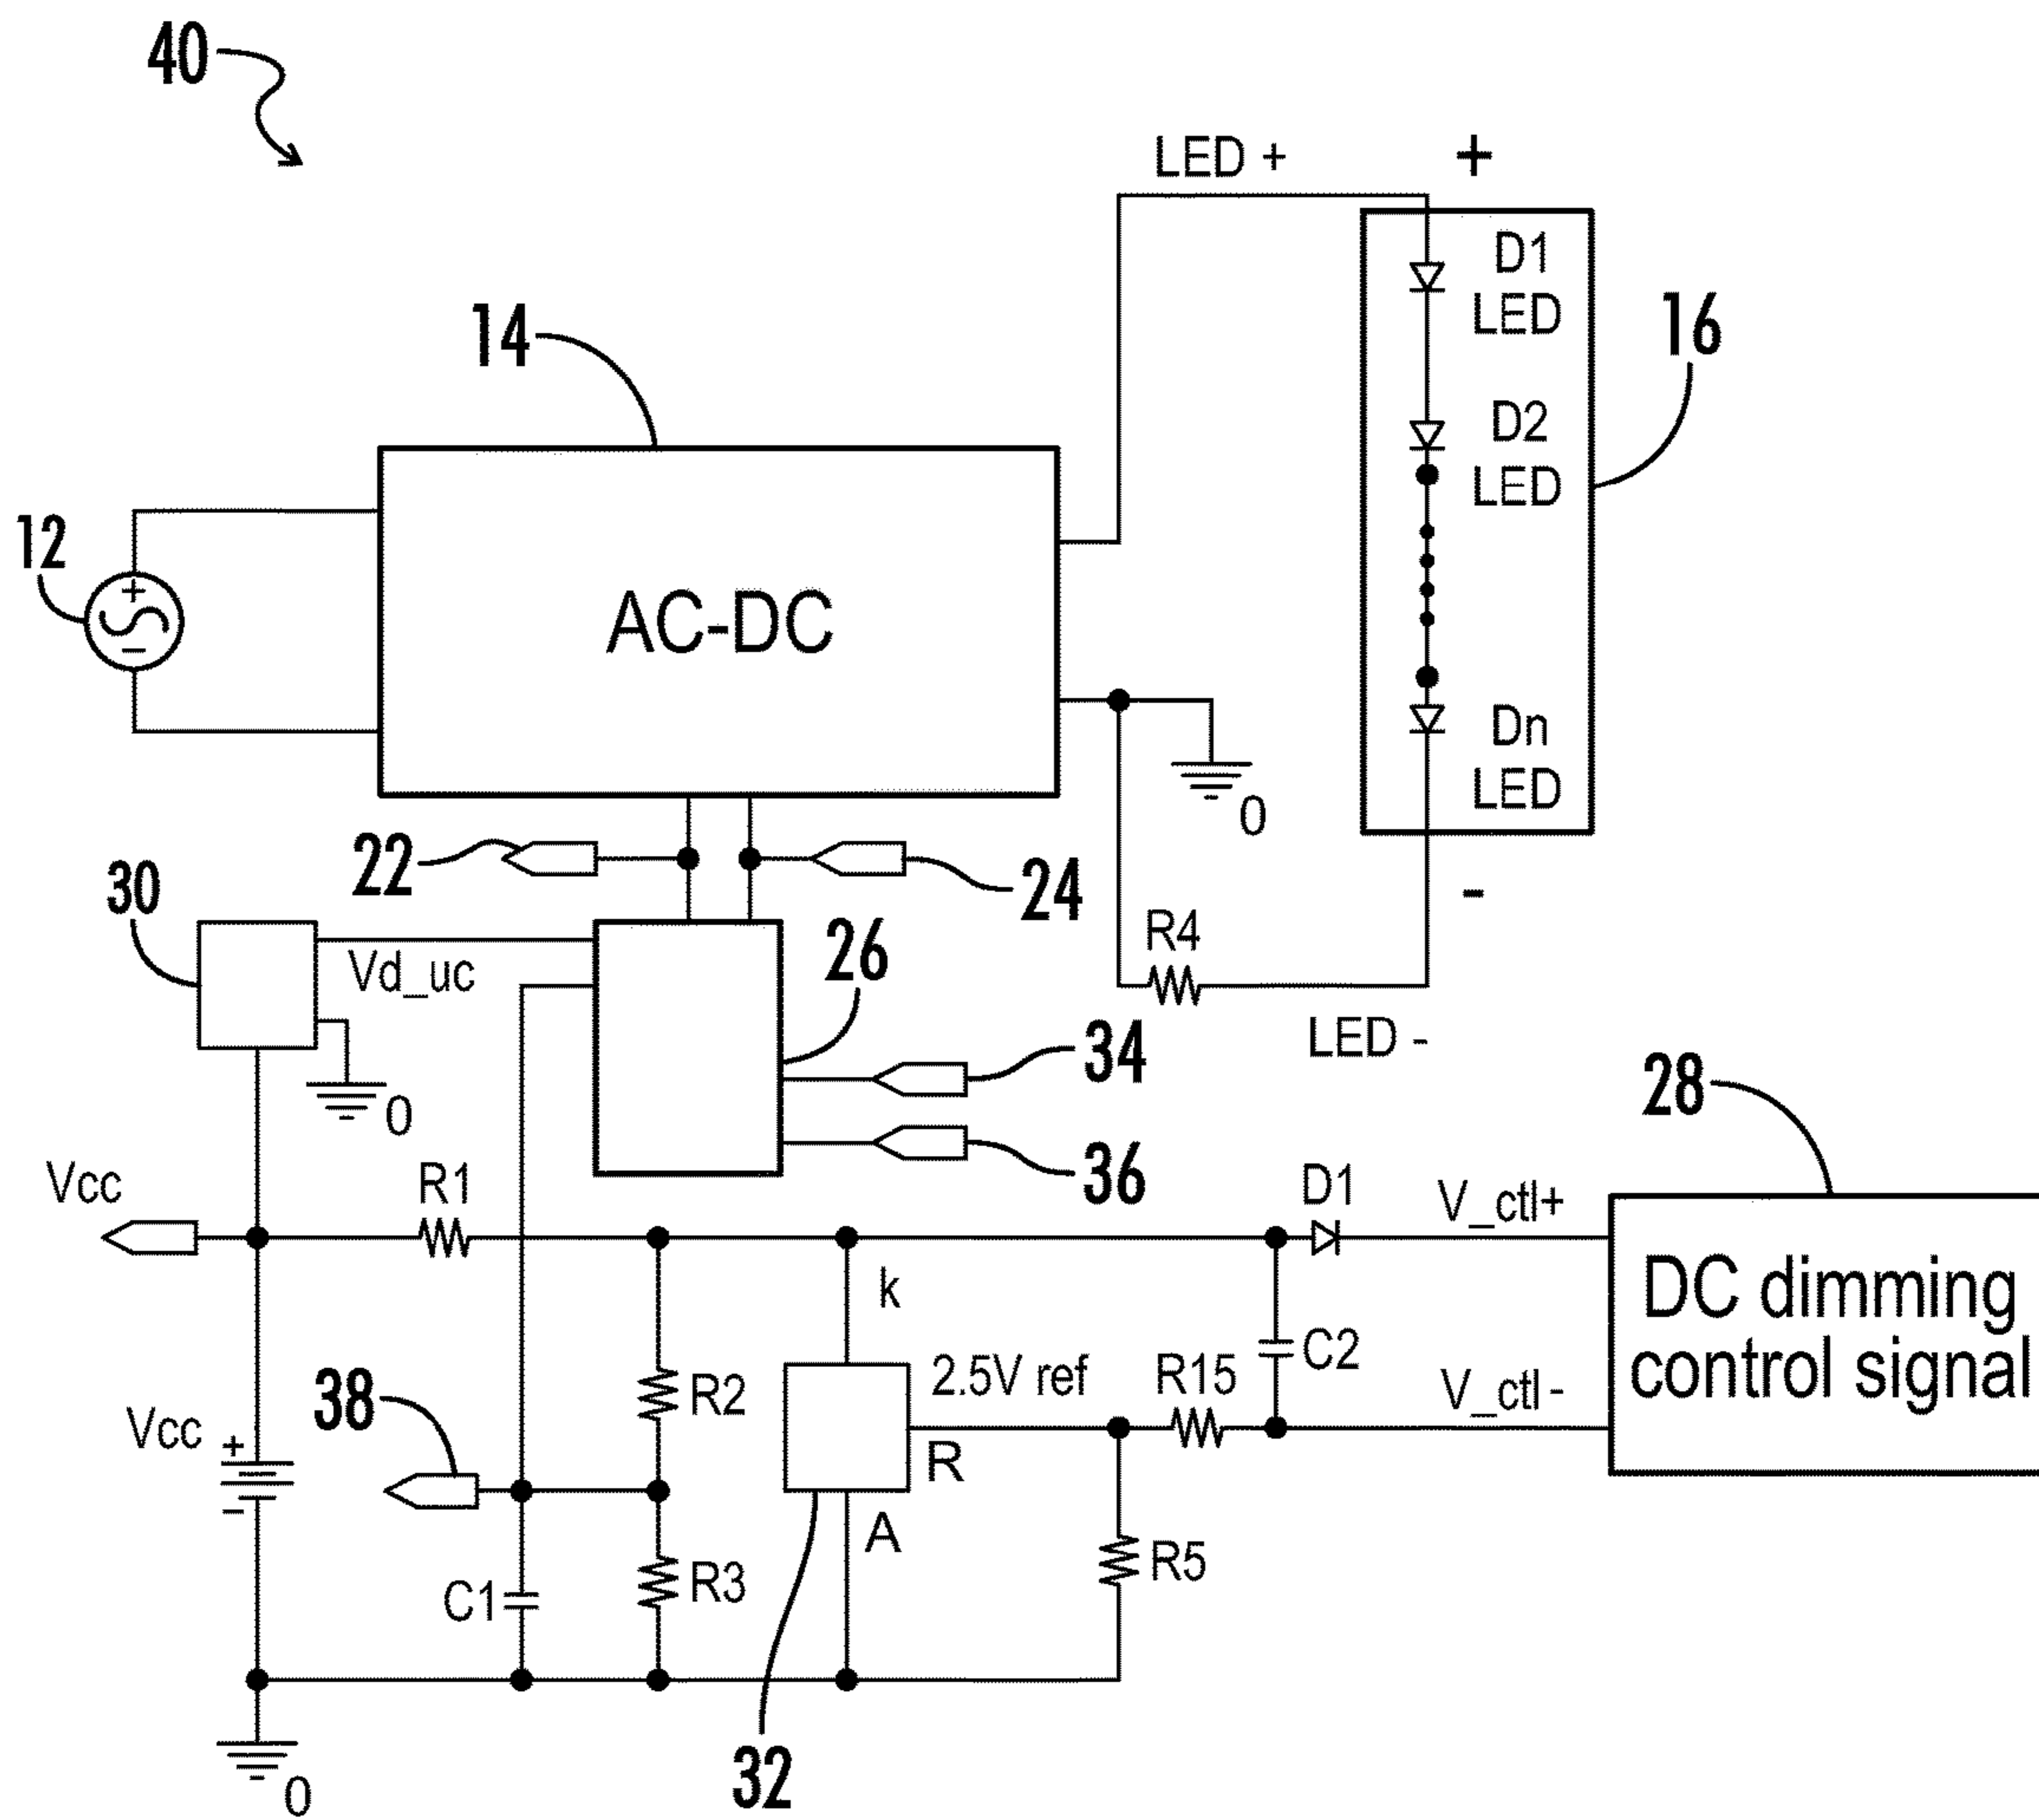 40
LED +
+
D1
LED
16
14
D2
LED
12
+
−
AC-DC
Dn
LED
0
22
24
-
30
R4
26
Vd_uc
34
LED -
28
0
36
Vcc
R1
D1
V_ctl+
DC dimming
control signal
k
C2
38
R2
2.5V ref
R15
V_ctl -
Vcc
+
−
R
A
R5
C1
R3
32
0